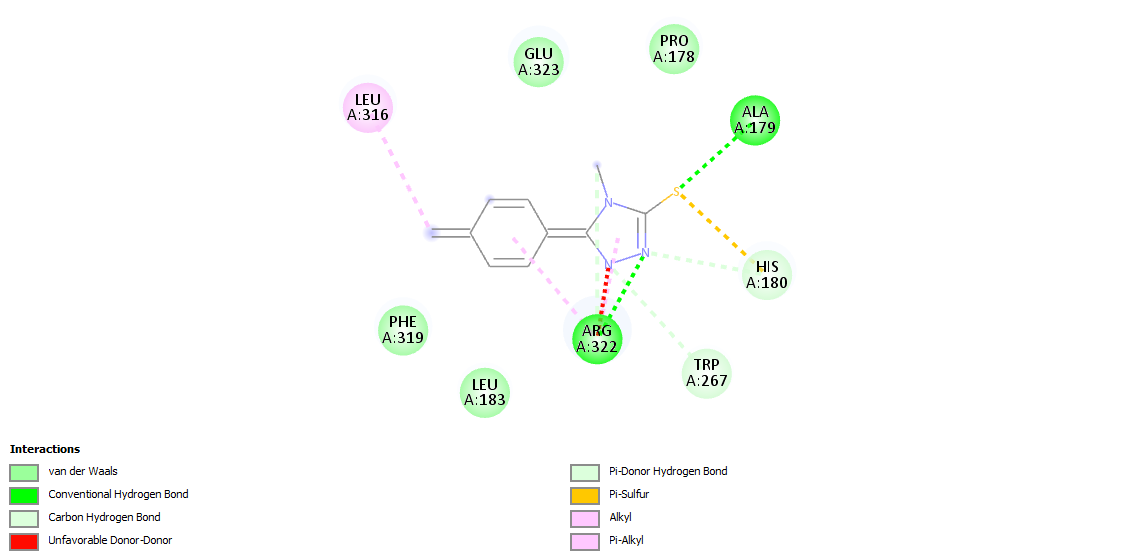 PRO
A:178
GLU
A:323
LEU
A:316
ALA
A:179
S
N
N
N
HIS
A:180
PHE
A:319
ARG
A:322
TRP
A:267
LEU
A:183
Interactions
van der Waals
Conventional Hydrogen Bond
Carbon Hydrogen Bond
Unfavorable Donor-Donor
Pi-Donor Hydrogen Bond
Pi-Sulfur
Alkyl
Pi-Alkyl